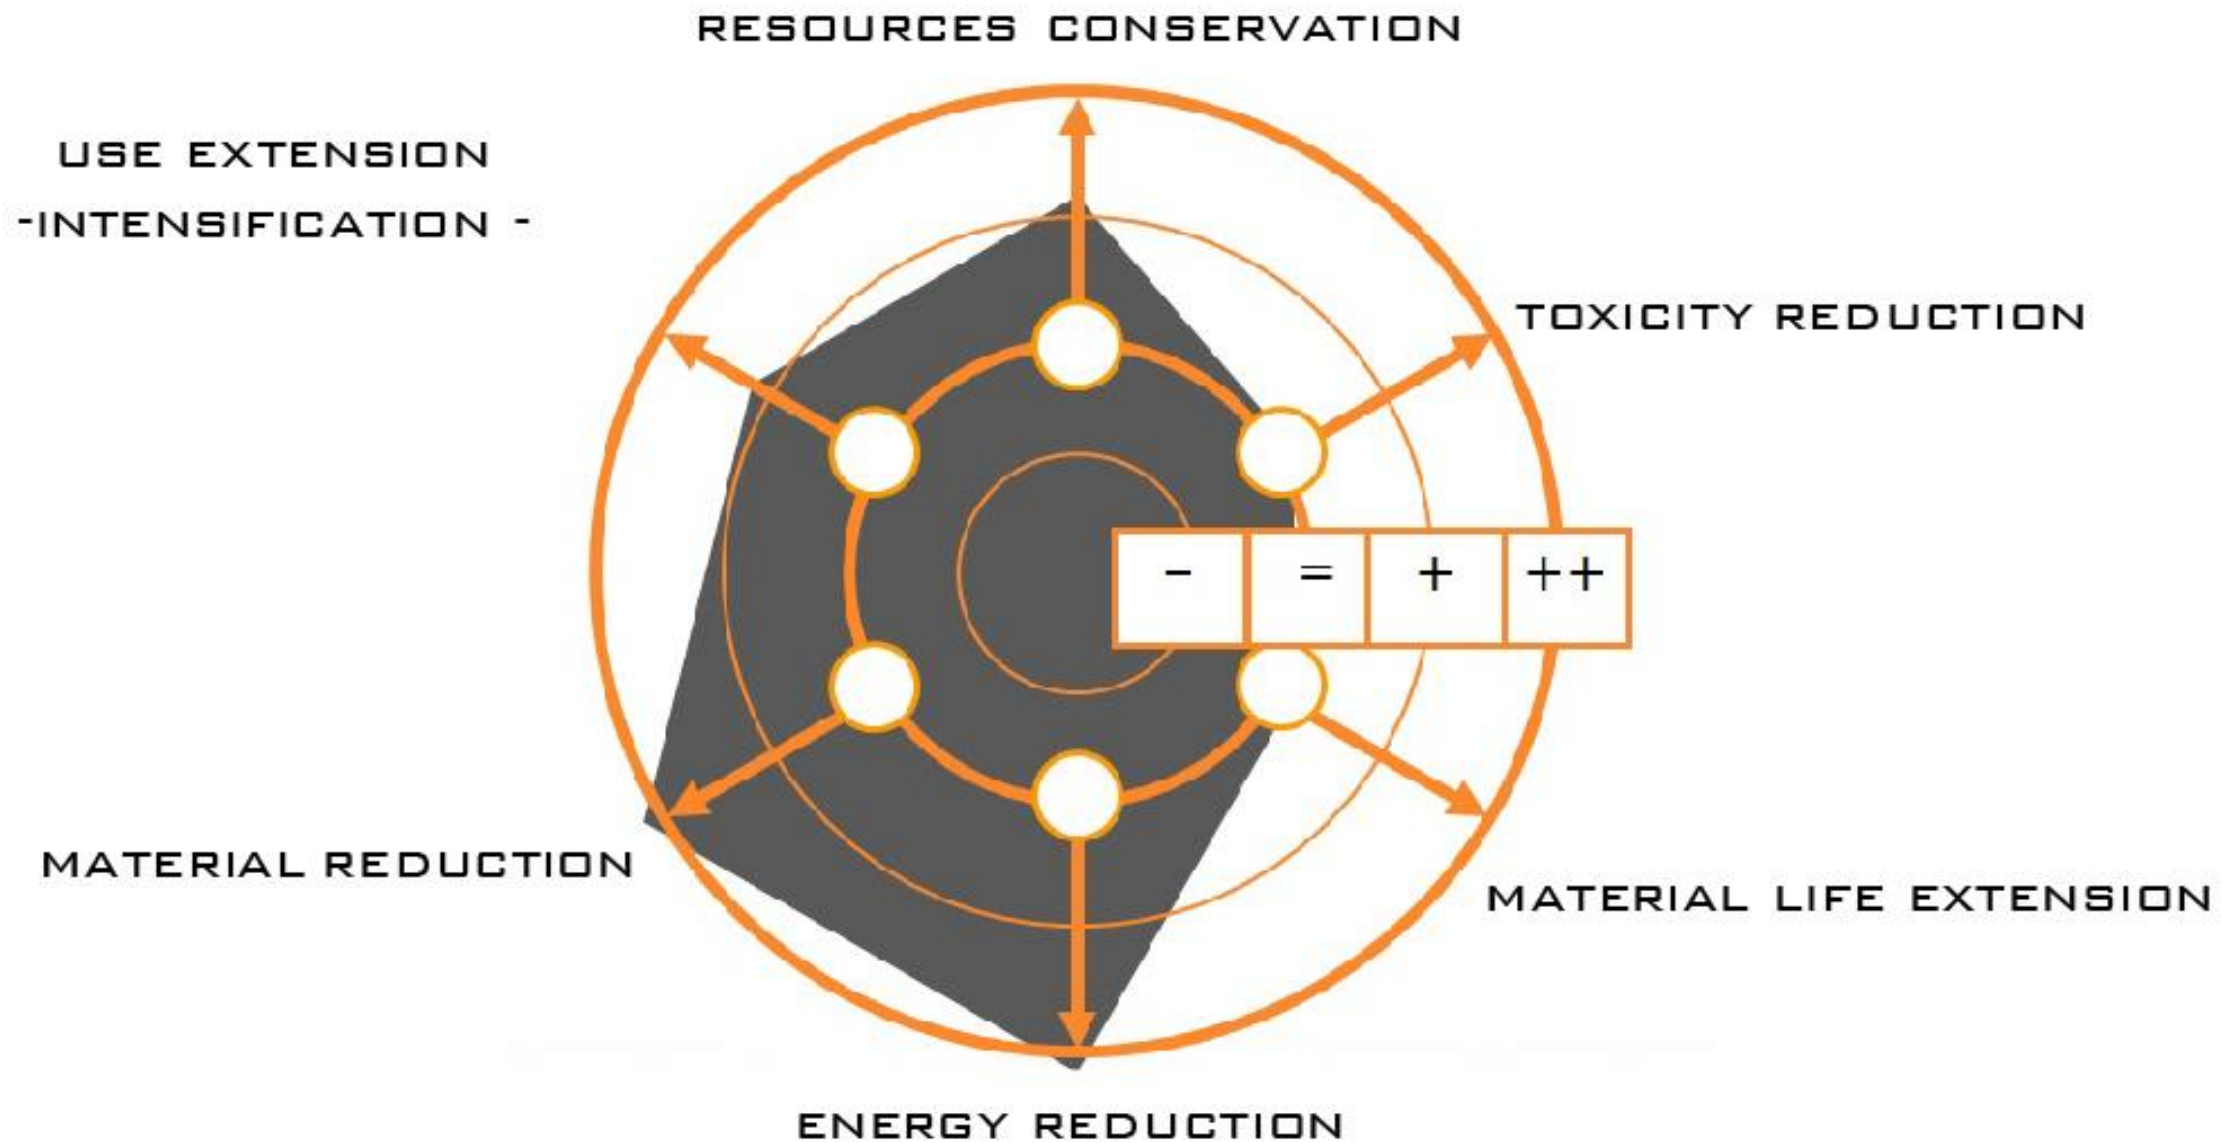 RESOURCES CONSERVATION
USE EXTENSION
-INTENSIFICATION -
TOXICITY REDUCTION
- = + ++
MATERIAL REDUCTION
MATERIAL LIFE EXTENSION
ENERGY REDUCTION